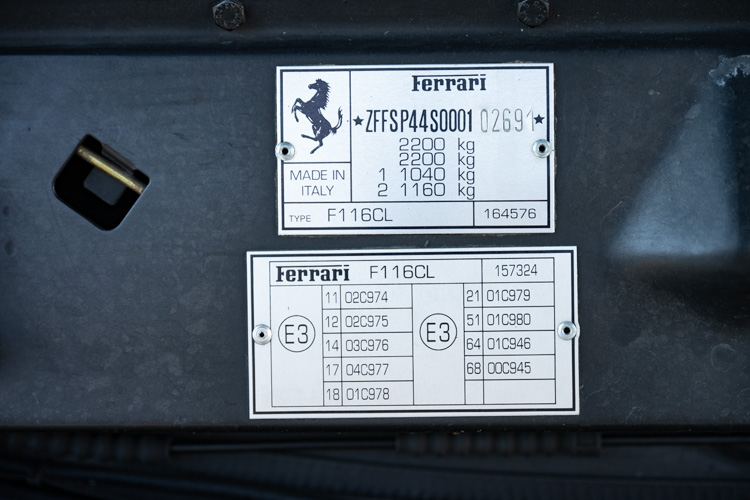 Ferrari
★ZFFSP44S000102691★
2200 kg
2200 kg
1 1040 kg
2 1160 kg
MADE IN
ITALY
TYPE F116CL 164576
Ferrari F116CL 157324
E3
11 02C974
12 02C975
14 03C976
17 04C977
18 01C978
E3
21 01C979
51 01C980
64 01C946
68 00C945